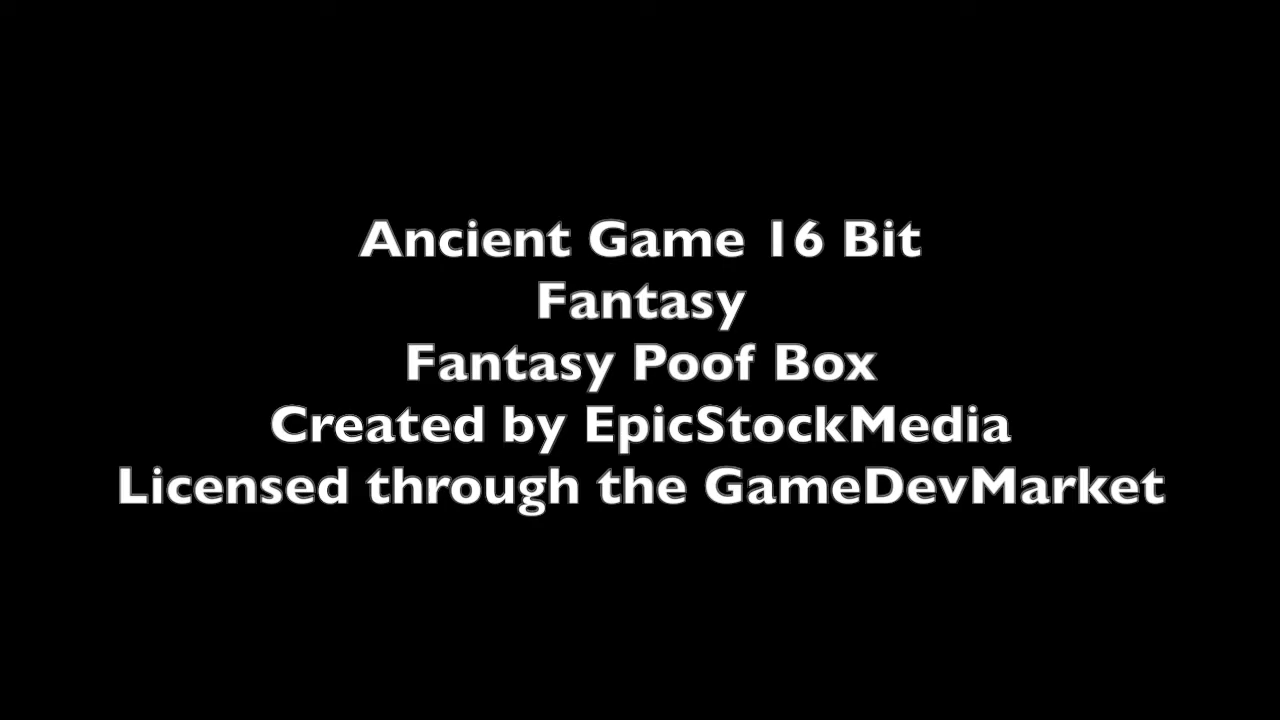 Ancient Game 16 Bit
Fantasy
Fantasy Poof Box
Created by EpicStockMedia
Licensed through the GameDevMarket